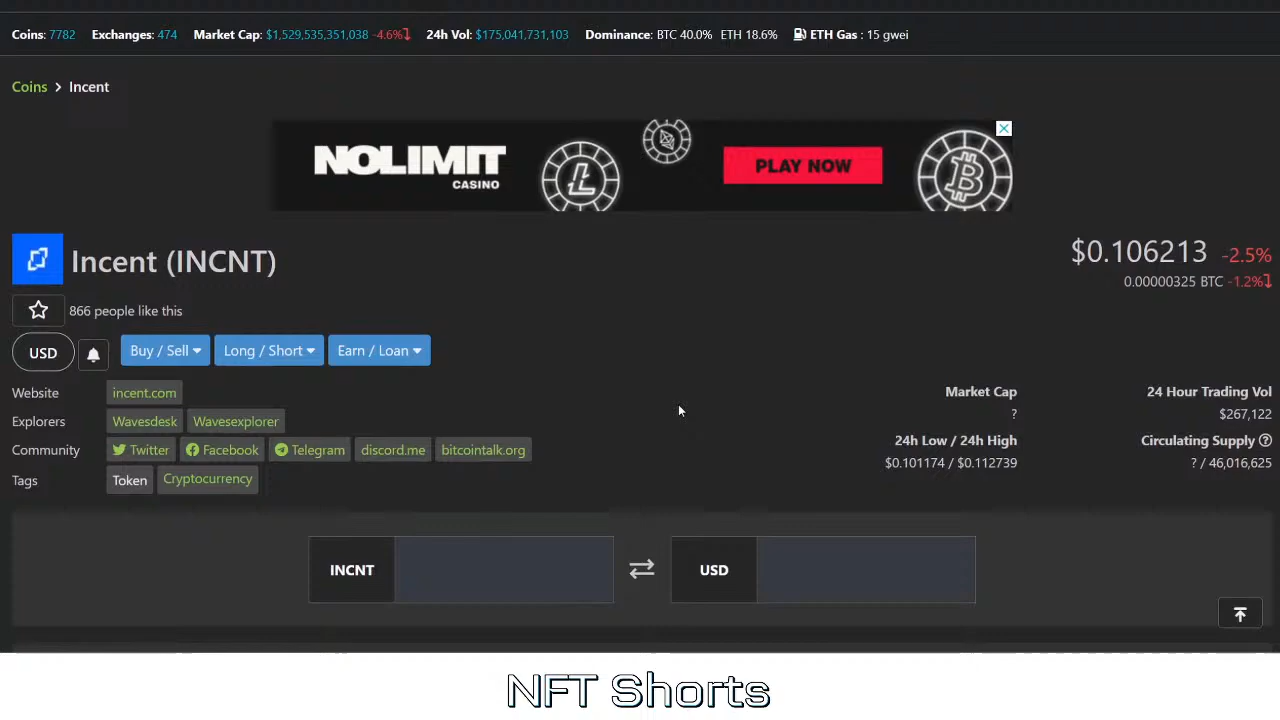 Coins: 7782 Exchanges: 474 Market Cap: $1,529,535,351,038 -4.6% 24h Vol: $175,041,731,103 Dominance: BTC 40.0% ETH 18.6% ETH Gas : 15 gwei
Coins > Incent
NOLIMIT
CASINO
PLAY NOW
Incent (INCNT)
$0.106213 -2.5%
0.00000325 BTC -1.2%
866 people like this
USD
Buy / Sell
Long / Short
Earn / Loan
Website incent.com
Explorers Wavesdesk Wavesexplorer
Community Twitter Facebook Telegram discord.me bitcointalk.org
Tags Token Cryptocurrency
Market Cap
?
24 Hour Trading Vol
$267,122
24h Low / 24h High
$0.101174 / $0.112739
Circulating Supply ?
? / 46,016,625
INCNT
USD
NFT Shorts